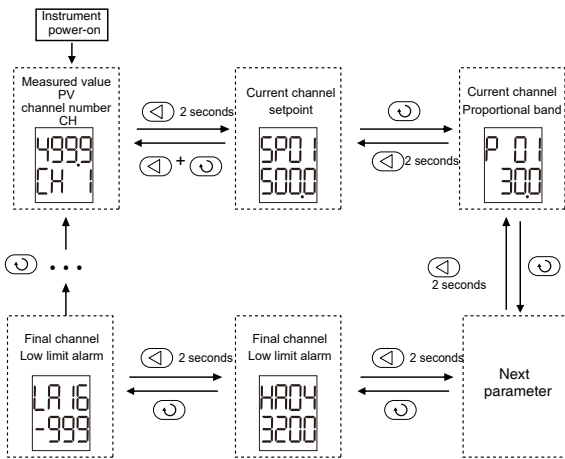 Instrument
power-on
Measured value
PV
channel number
CH
499.9
CH 1
2 seconds
+
Current channel
setpoint
SP01
500.0
2 seconds
Current channel
Proportional band
P 01
30.0
2 seconds
...
Final channel
Low limit alarm
LA16
-999
2 seconds
Final channel
Low limit alarm
HA04
3200
2 seconds
Next
parameter